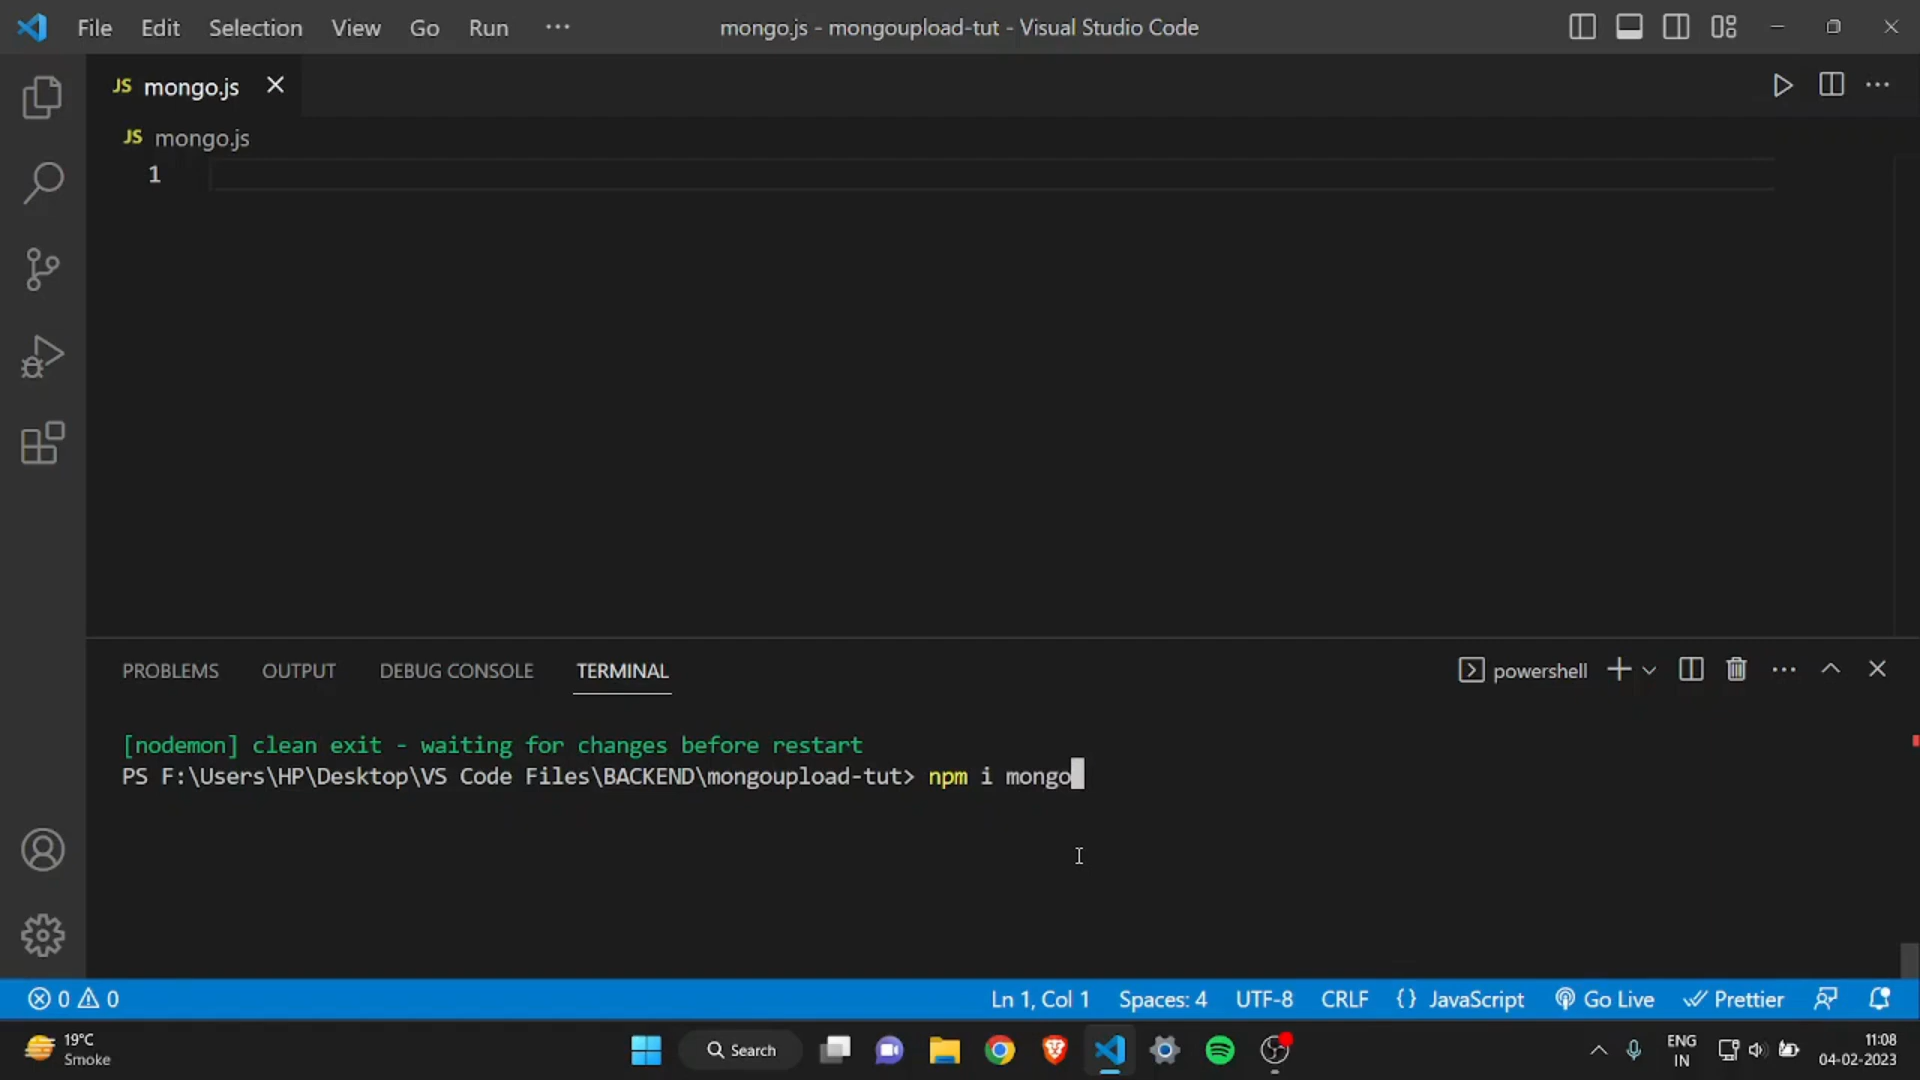 File Edit Selection View Go Run ···
mongo.js - mongoupload-tut - Visual Studio Code
JS mongo.js
JS mongo.js
1
PROBLEMS OUTPUT DEBUG CONSOLE TERMINAL
powershell
[nodemon] clean exit - waiting for changes before restart
PS F:\Users\HP\Desktop\VS Code Files\BACKEND\mongoupload-tut> npm i mongo
0 0
Ln 1, Col 1 Spaces: 4 UTF-8 CRLF {} JavaScript Go Live Prettier
19°C
Smoke
Search
ENG
IN
11:08
04-02-2023